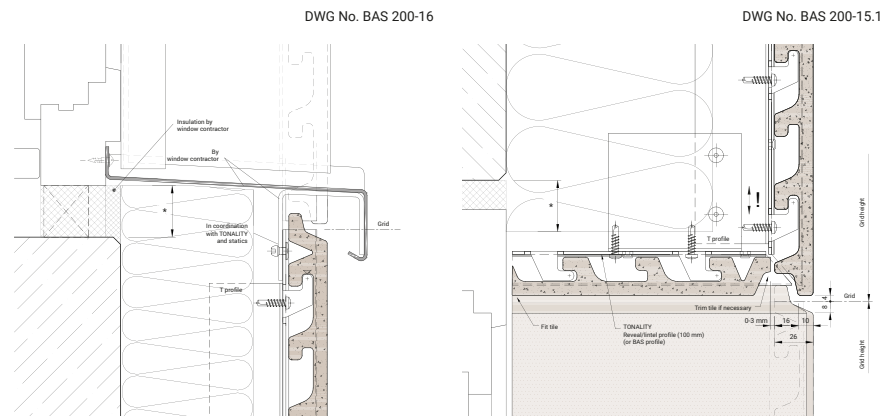 DWG No. BAS 200-16
Insulation by
window contractor
By
window contractor
*
In coordination
with TONALITY
and statics
Grid
T profile
DWG No. BAS 200-15.1
*
!
T profile
Grid height
Grid
4
8
Trim tile if necessary
0-3 mm
16
10
26
Fit tile
TONALITY
Reveal/lintel profile (100 mm)
(or BAS profile)
Grid height